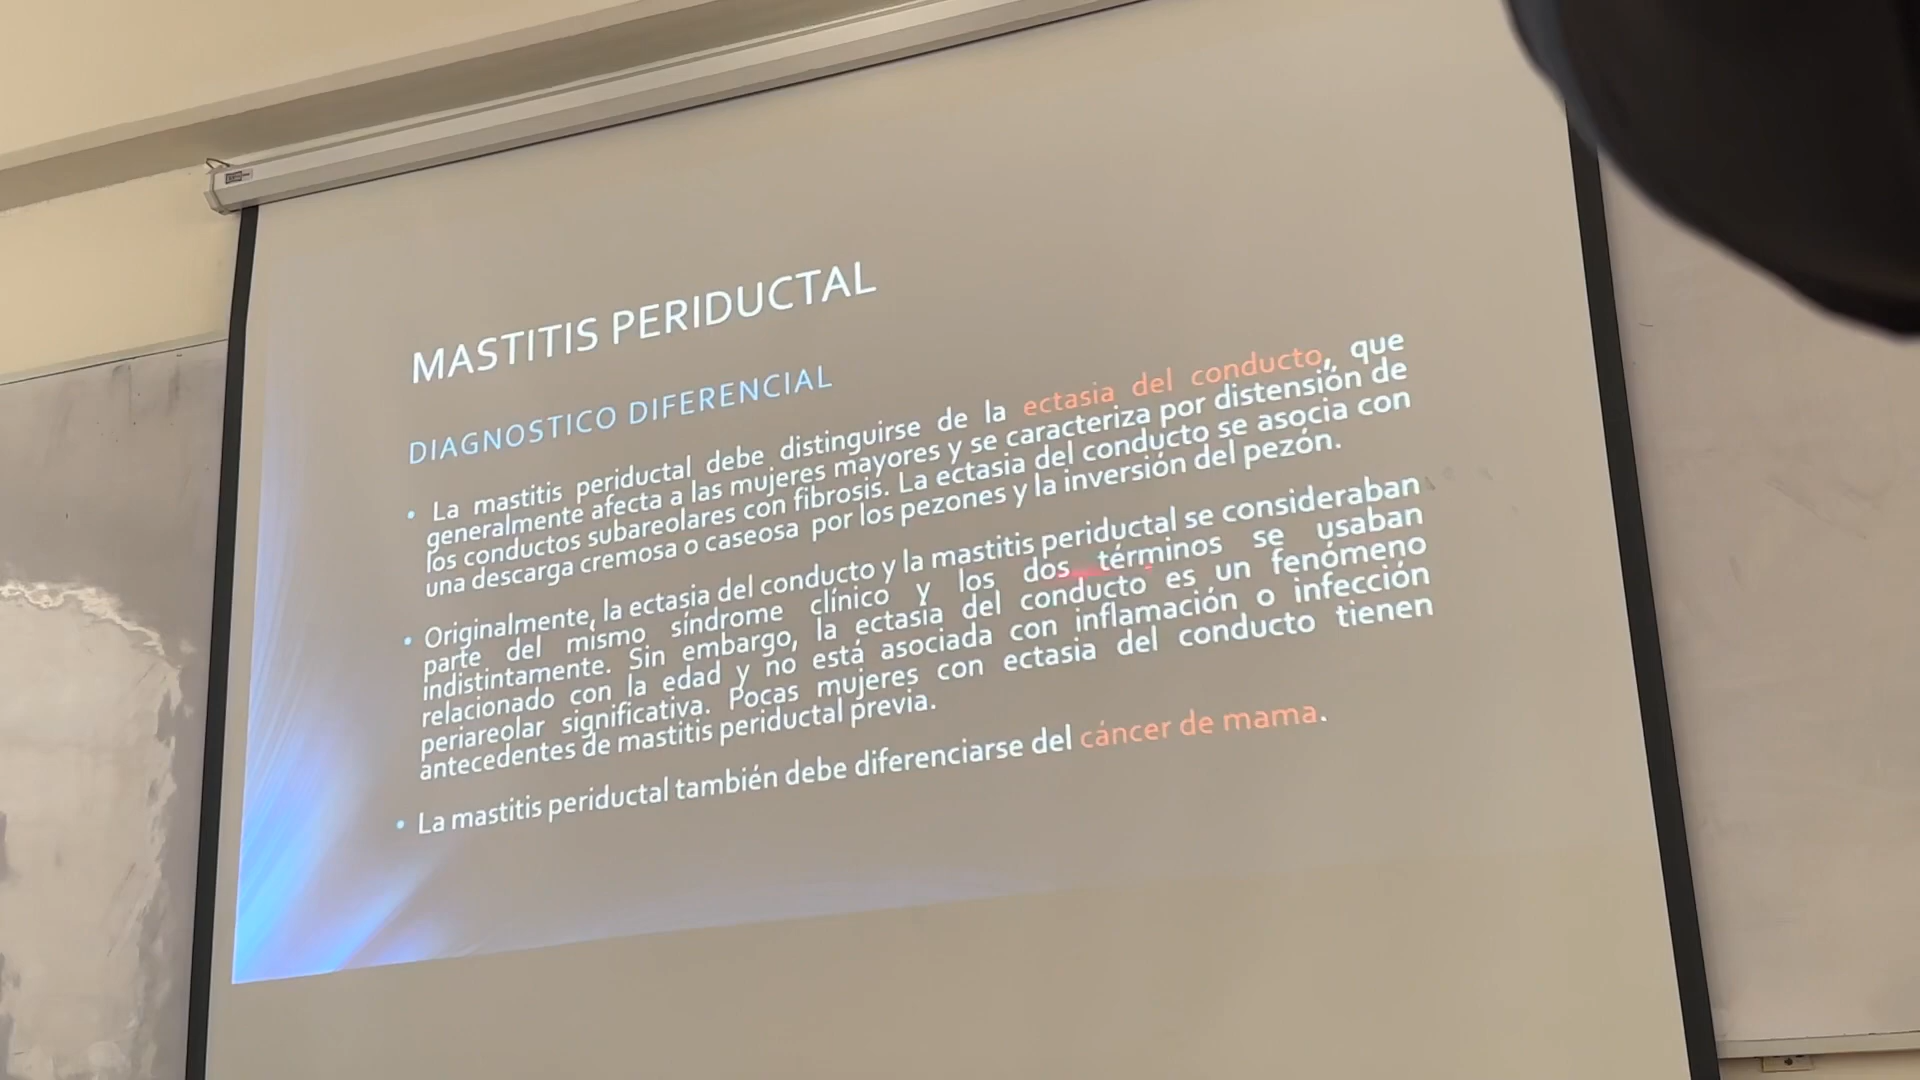 MASTITIS PERIDUCTAL
DIAGNOSTICO DIFERENCIAL
• La mastitis periductal debe distinguirse de la ectasia del conducto, que
generalmente afecta a las mujeres mayores y se caracteriza por distensión de
los conductos subareolares con fibrosis. La ectasia del conducto se asocia con
una descarga cremosa o caseosa por los pezones y la inversión del pezón.
• Originalmente, la ectasia del conducto y la mastitis periductal se consideraban
parte del mismo síndrome clínico y los dos términos se usaban
indistintamente. Sin embargo, la ectasia del conducto es un fenómeno
relacionado con la edad y no está asociada con inflamación o infección
periareolar significativa. Pocas mujeres con ectasia del conducto tienen
antecedentes de mastitis periductal previa.
• La mastitis periductal también debe diferenciarse del cáncer de mama.